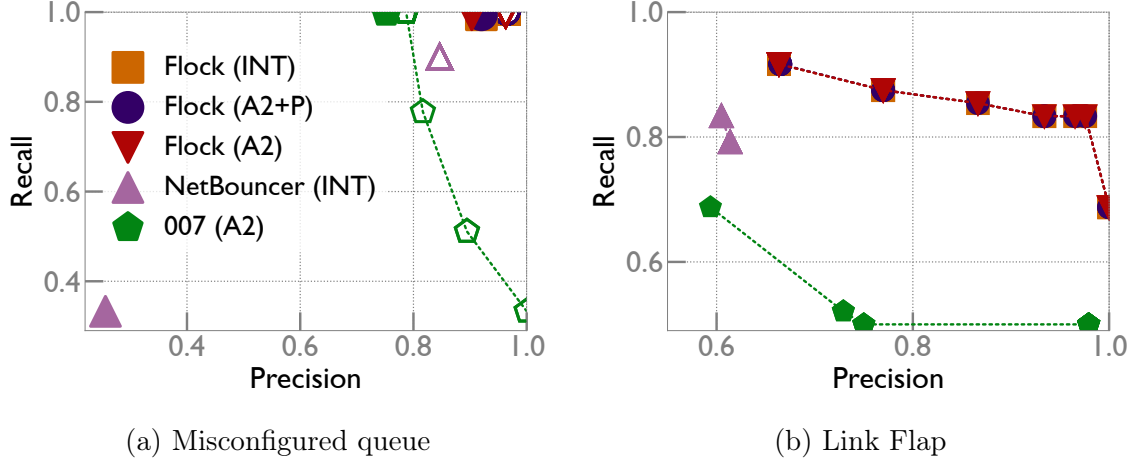 1.0
0.8
0.6
0.4
Recall
Flock (INT)
Flock (A2+P)
Flock (A2)
NetBouncer (INT)
007 (A2)
0.4 0.6 0.8 1.0
Precision
(a) Misconfigured queue
1.0
0.8
0.6
Recall
0.6 0.8 1.0
Precision
(b) Link Flap